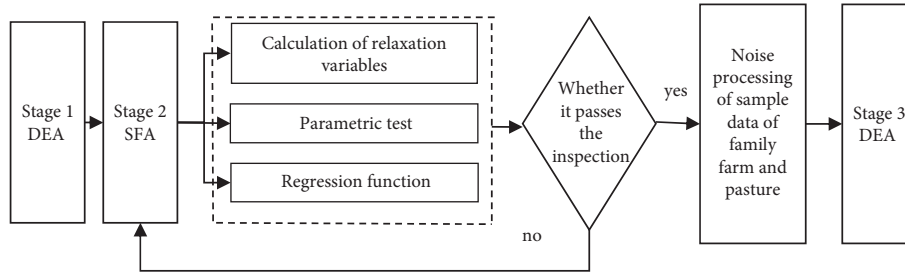 Stage 1
DEA
Stage 2
SFA
Calculation of relaxation
variables
Parametric test
Regression function
Whether
it passes
the
inspection
yes
no
Noise
processing
of sample
data of
family
farm and
pasture
Stage 3
DEA